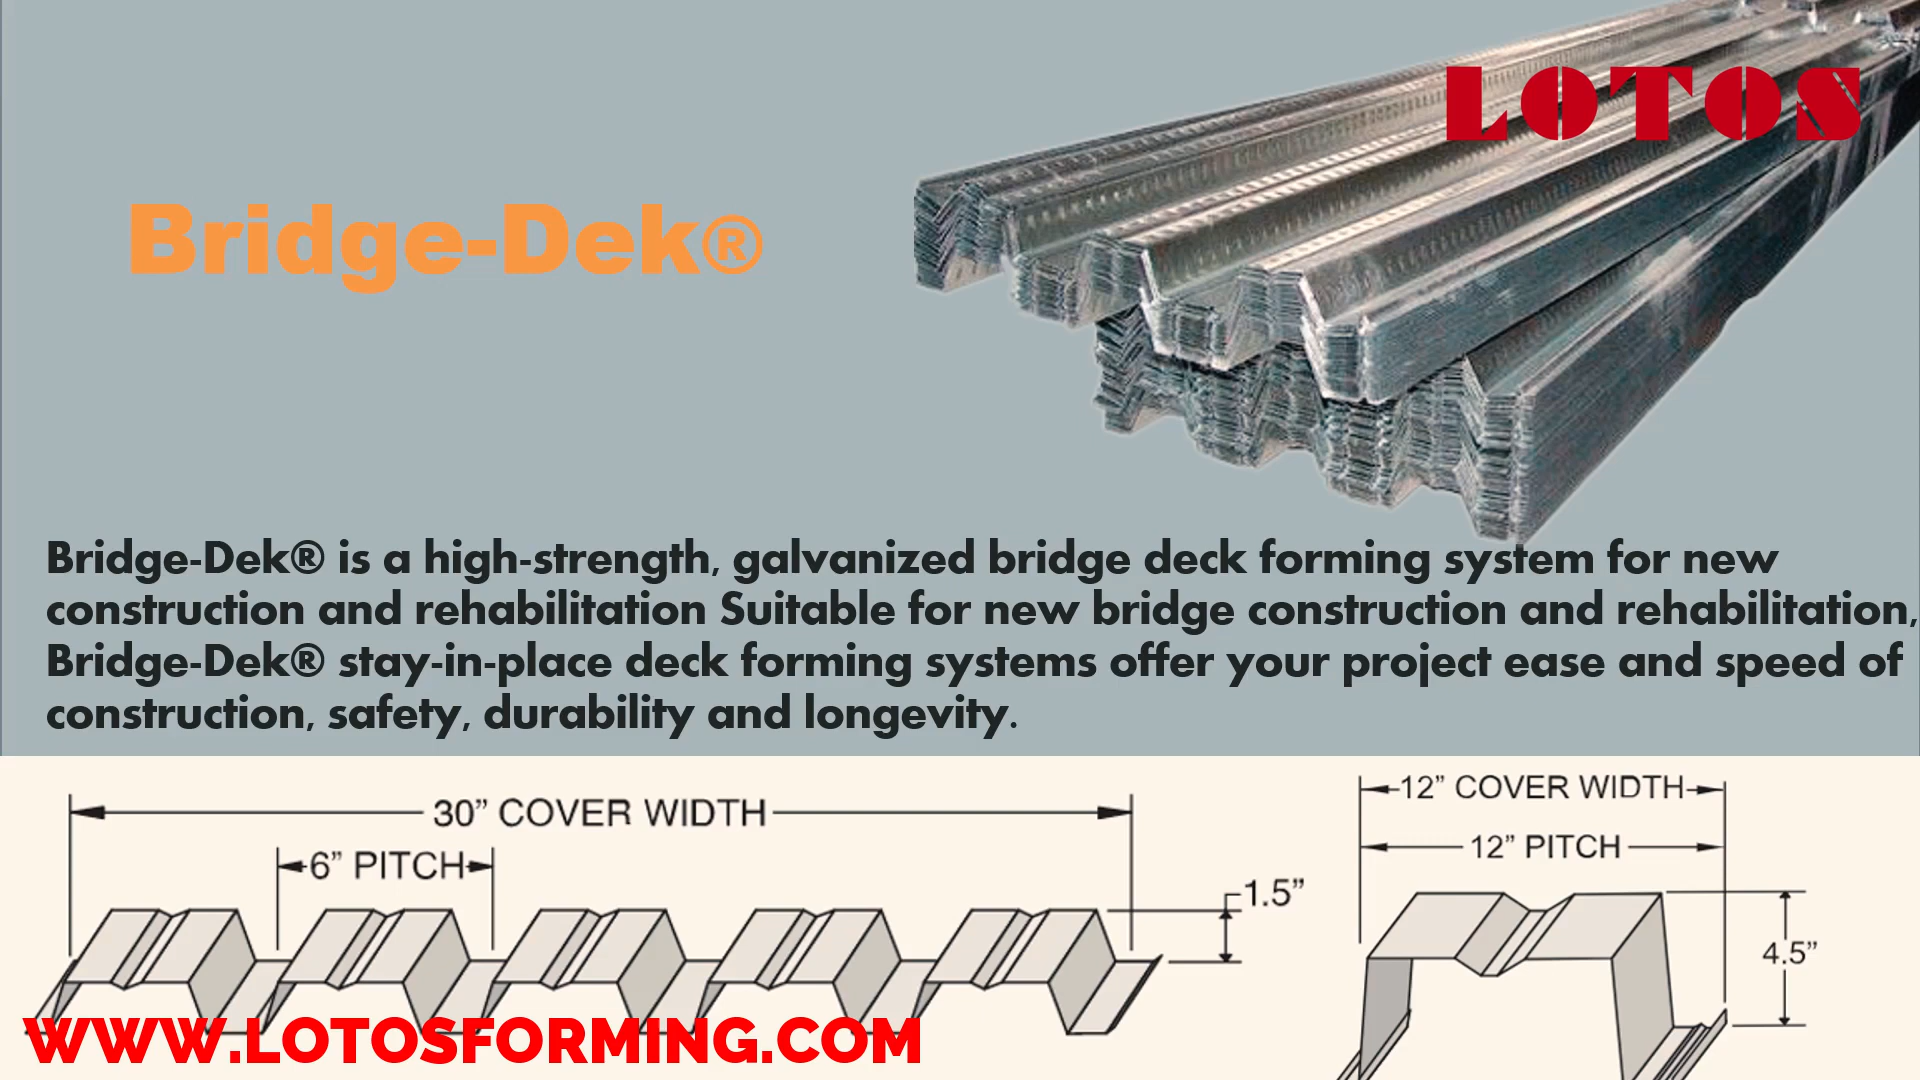 LOTOS
Bridge-Dek®
Bridge-Dek® is a high-strength, galvanized bridge deck forming system for new
construction and rehabilitation Suitable for new bridge construction and rehabilitation,
Bridge-Dek® stay-in-place deck forming systems offer your project ease and speed of
construction, safety, durability and longevity.
30” COVER WIDTH
6” PITCH
1.5”
12” COVER WIDTH
12” PITCH
4.5”
WWW.LOTOSFORMING.COM